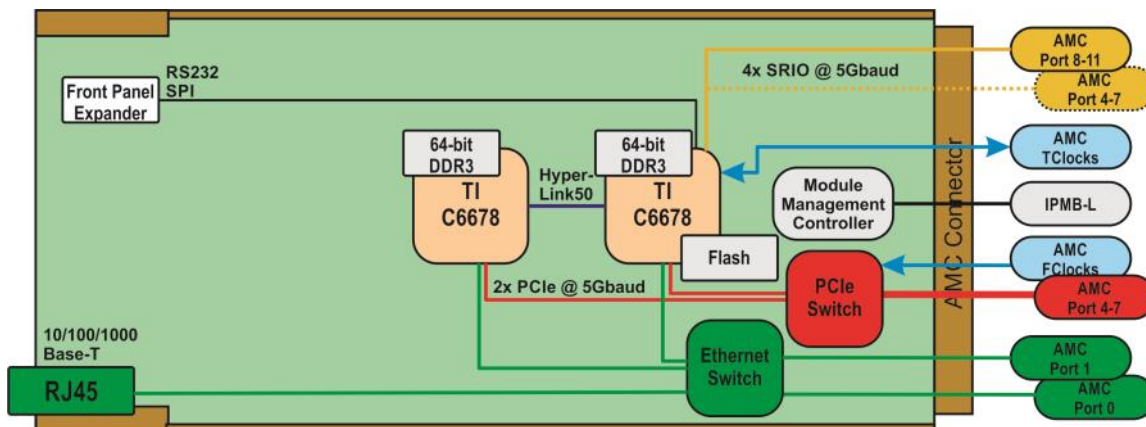 RS232
SPI
Front Panel
Expander
4x SRIO @ 5Gbaud
AMC
Port 8-11
AMC
Port 4-7
64-bit
DDR3
TI
C6678
Hyper-
Link50
64-bit
DDR3
TI
C6678
Flash
Module
Management
Controller
AMC Connector
AMC
TClocks
IPMB-L
AMC
FClocks
AMC
Port 4-7
2x PCIe @ 5Gbaud
PCIe
Switch
10/100/1000
Base-T
RJ45
Ethernet
Switch
AMC
Port 1
AMC
Port 0